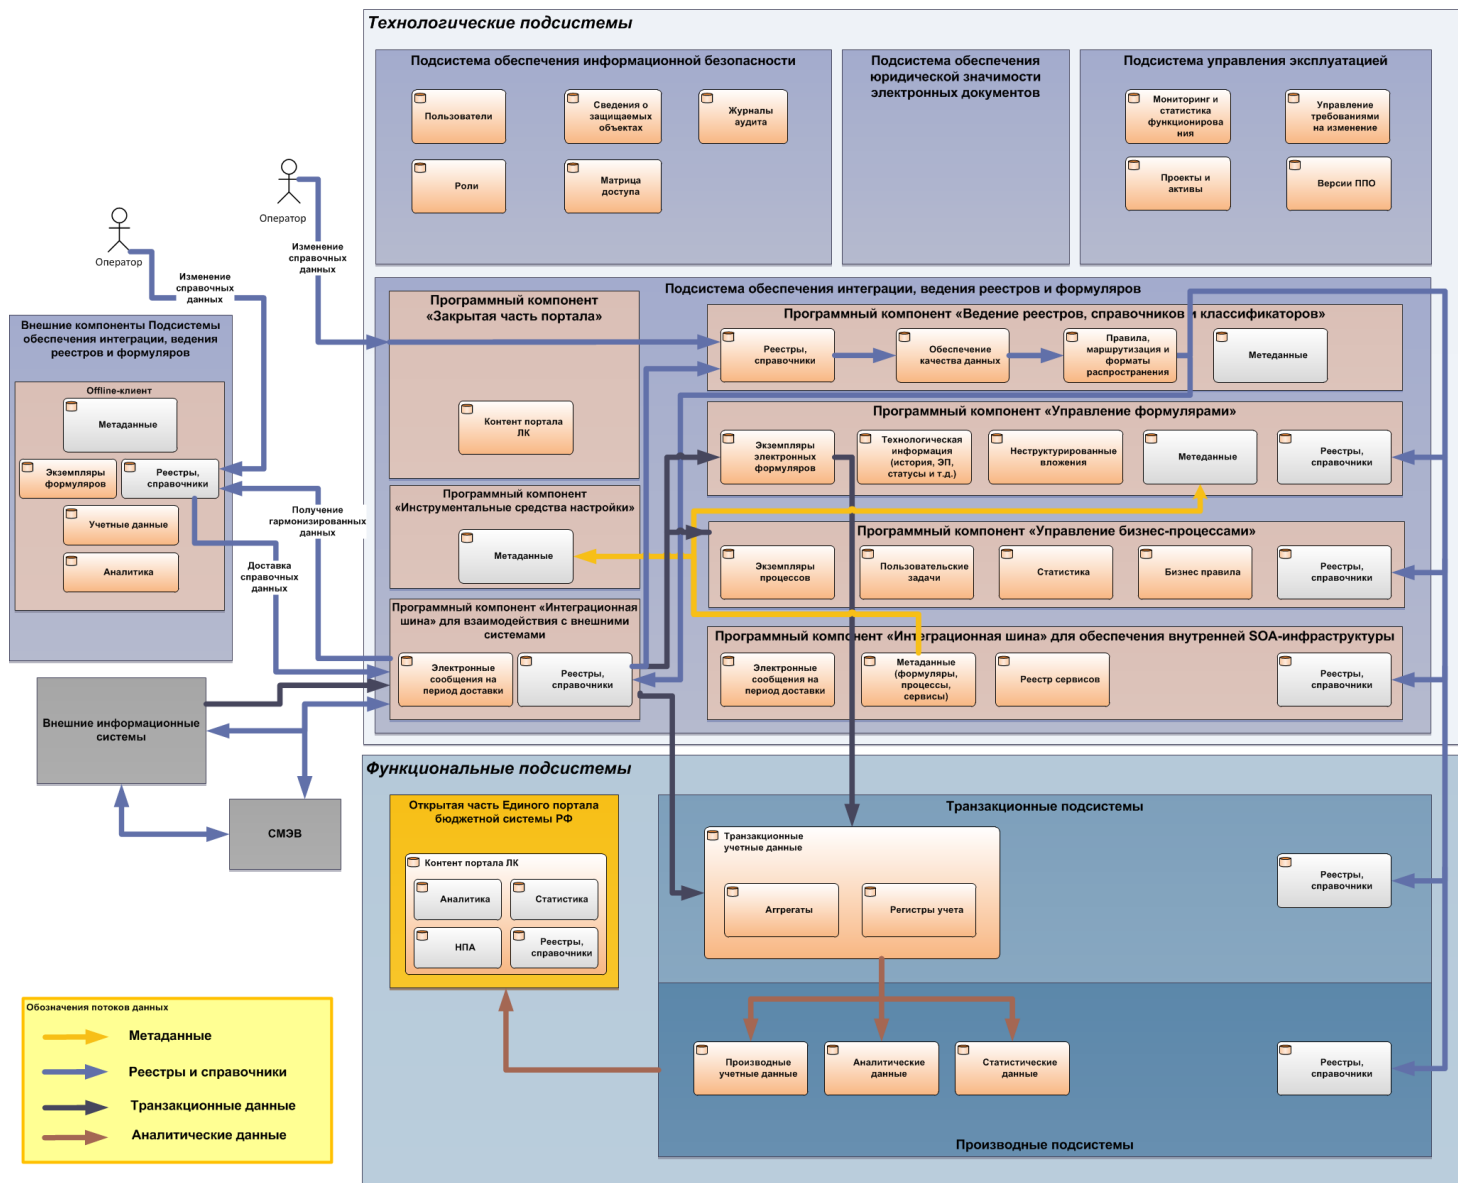 Технологические подсистемы
Подсистема обеспечения информационной безопасности
Пользователи
Сведения о
защищаемых
объектах
Журналы
аудита
Роли
Матрица
доступа
Подсистема обеспечения
юридической значимости
электронных документов
Подсистема управления эксплуатацией
Мониторинг и
статистика
функционирова
ния
Управление
требованиями
на изменение
Проекты и
активы
Версии ППО
Оператор
Изменение
справочных
данных
Оператор
Изменение
справочных
данных
Внешние компоненты Подсистемы
обеспечения интеграции, ведения
реестров и формуляров
Offline-клиент
Метаданные
Экземпляры
формуляров
Реестры,
справочники
Учетные данные
Аналитика
Получение
гармонизированных
данных
Доставка
справочных
данных
Подсистема обеспечения интеграции, ведения реестров и формуляров
Программный компонент
«Закрытая часть портала»
Контент портала
ЛК
Программный компонент
«Инструментальные средства настройки»
Метаданные
Программный компонент «Интеграционная
шина» для взаимодействия с внешними
системами
Электронные
сообщения на
период доставки
Реестры,
справочники
Программный компонент «Ведение реестров, справочников и классификаторов»
Реестры,
справочники
Обеспечение
качества данных
Правила,
маршрутизация и
форматы
распространения
Метеданные
Программный компонент «Управление формулярами»
Экземпляры
электронных
формуляров
Технологическая
информация
(история, ЭП,
статусы и т.д.)
Неструктурированные
вложения
Метеданные
Реестры,
справочники
Программный компонент «Управление бизнес-процессами»
Экземпляры
процессов
Пользовательские
задачи
Статистика
Бизнес правила
Реестры,
справочники
Программный компонент «Интеграционная шина» для обеспечения внутренней SOA-инфраструктуры
Электронные
сообщения на
период доставки
Метаданные
(формуляры,
процессы,
сервисы)
Реестр сервисов
Реестры,
справочники
Внешние информационные
системы
СМЭВ
Функциональные подсистемы
Открытая часть Единого портала
бюджетной системы РФ
Контент портала ЛК
Аналитика
Статистика
НПА
Реестры,
справочники
Транзакционные подсистемы
Транзакционные
учетные данные
Аггрегаты
Регистры учета
Реестры,
справочники
Производные
учетные данные
Аналитические
данные
Статистические
данные
Реестры,
справочники
Производные подсистемы
Обозначения потоков данных
Метаданные
Реестры и справочники
Транзакционные данные
Аналитические данные